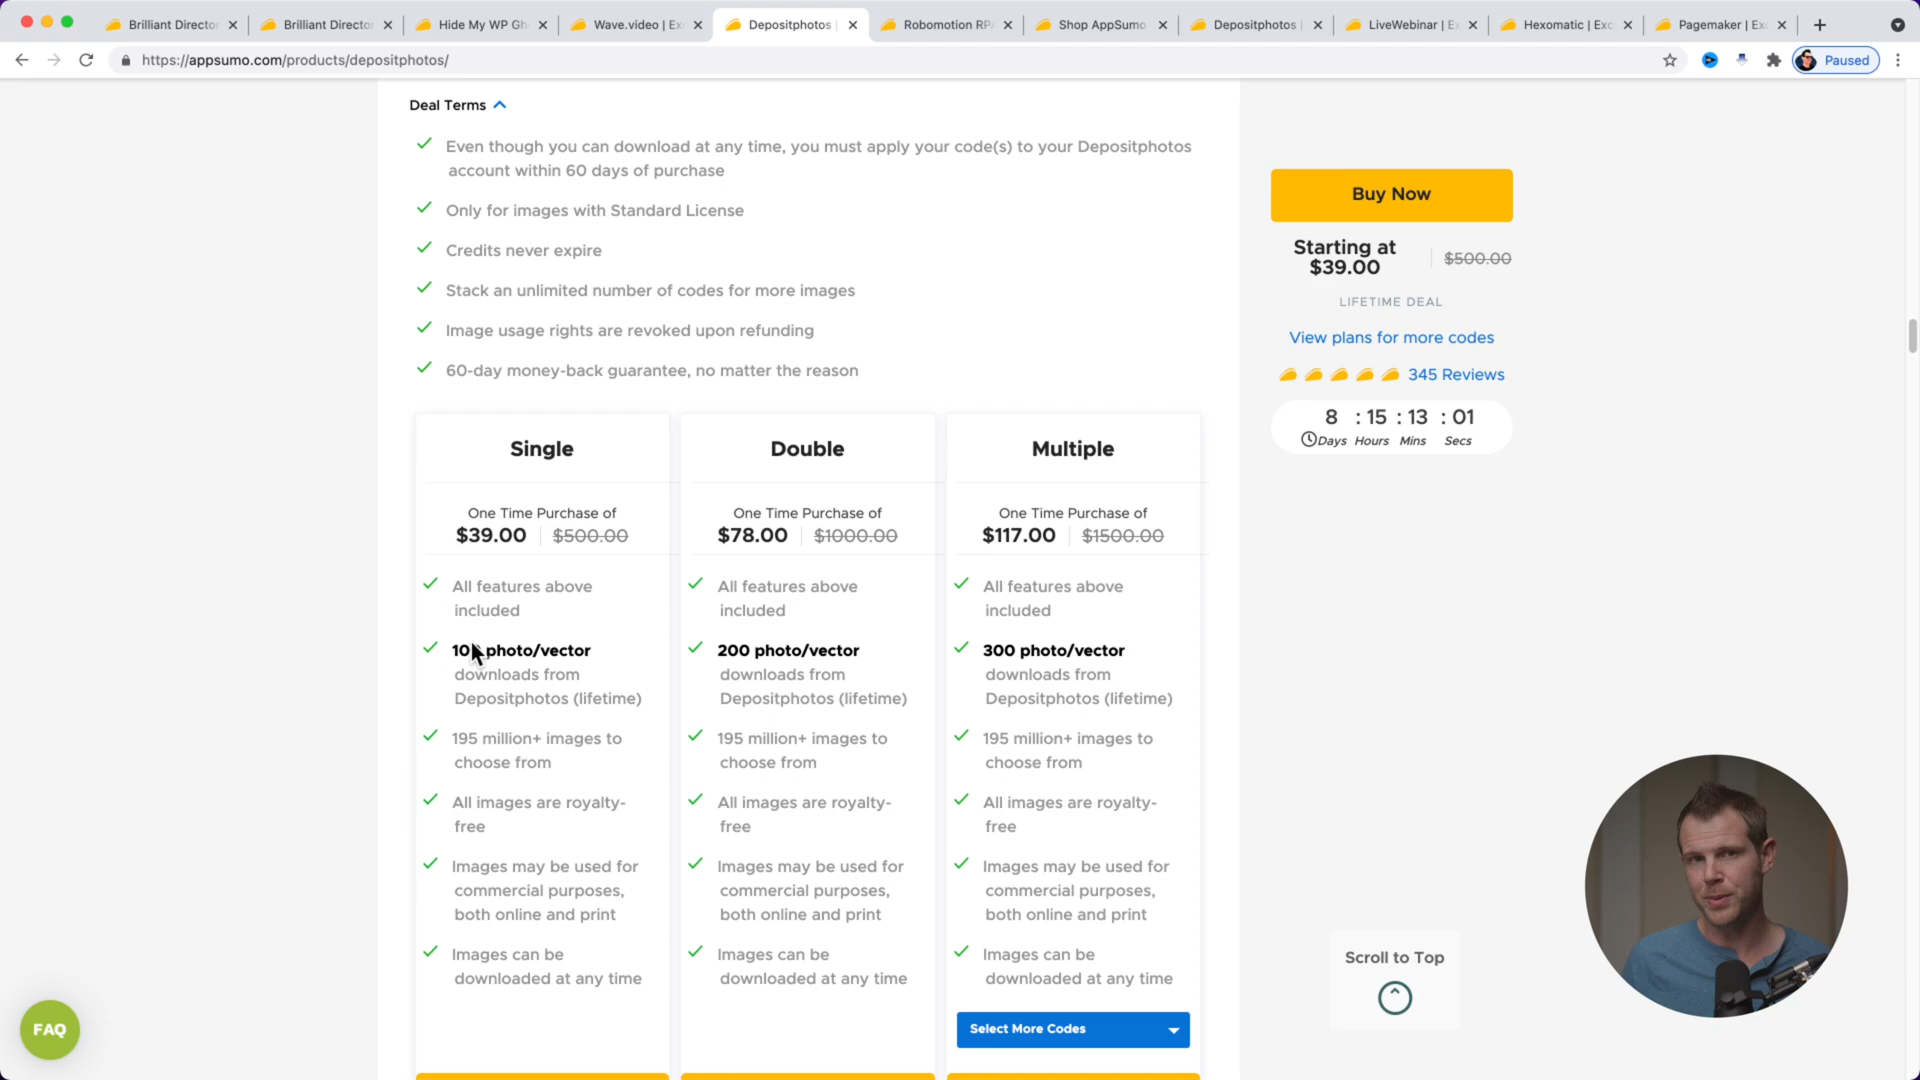 Brilliant Director
Brilliant Director
Hide My WP Gh
Wave.video | Ex
Depositphotos |
Robomotion RP
Shop AppSumo
Depositphotos |
LiveWebinar | E
Hexomatic | Exc
Pagemaker | Ex
https://appsumo.com/products/depositphotos/
Paused
Deal Terms
Even though you can download at any time, you must apply your code(s) to your Depositphotos
account within 60 days of purchase
Only for images with Standard License
Credits never expire
Stack an unlimited number of codes for more images
Image usage rights are revoked upon refunding
60-day money-back guarantee, no matter the reason
Buy Now
Starting at
$39.00
$500.00
LIFETIME DEAL
View plans for more codes
345 Reviews
8 : 15 : 13 : 01
Days Hours Mins Secs
Single
One Time Purchase of
$39.00 $500.00
All features above
included
100 photo/vector
downloads from
Depositphotos (lifetime)
195 million+ images to
choose from
All images are royalty-
free
Images may be used for
commercial purposes,
both online and print
Images can be
downloaded at any time
Double
One Time Purchase of
$78.00 $1000.00
All features above
included
200 photo/vector
downloads from
Depositphotos (lifetime)
195 million+ images to
choose from
All images are royalty-
free
Images may be used for
commercial purposes,
both online and print
Images can be
downloaded at any time
Multiple
One Time Purchase of
$117.00 $1500.00
All features above
included
300 photo/vector
downloads from
Depositphotos (lifetime)
195 million+ images to
choose from
All images are royalty-
free
Images may be used for
commercial purposes,
both online and print
Images can be
downloaded at any time
Select More Codes
Scroll to Top
FAQ